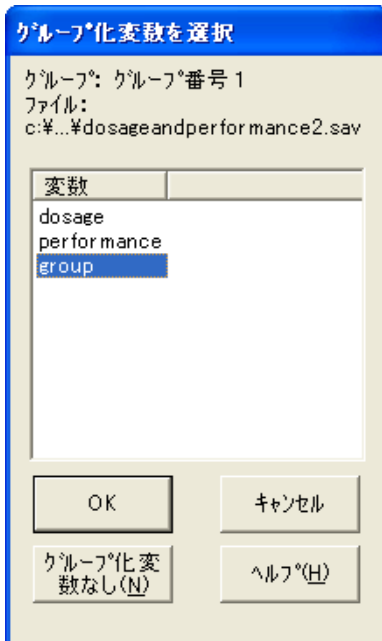 ｸﾞﾙｰﾌﾟ化変数を選択
ｸﾞﾙｰﾌﾟ: ｸﾞﾙｰﾌﾟ番号 1
ﾌｧｲﾙ:
c:¥...¥dosageandperformance2.sav
変数
dosage
performance
group
OK
ｷｬﾝｾﾙ
ｸﾞﾙｰﾌﾟ化変
数なし(N)
ﾍﾙﾌﾟ(H)